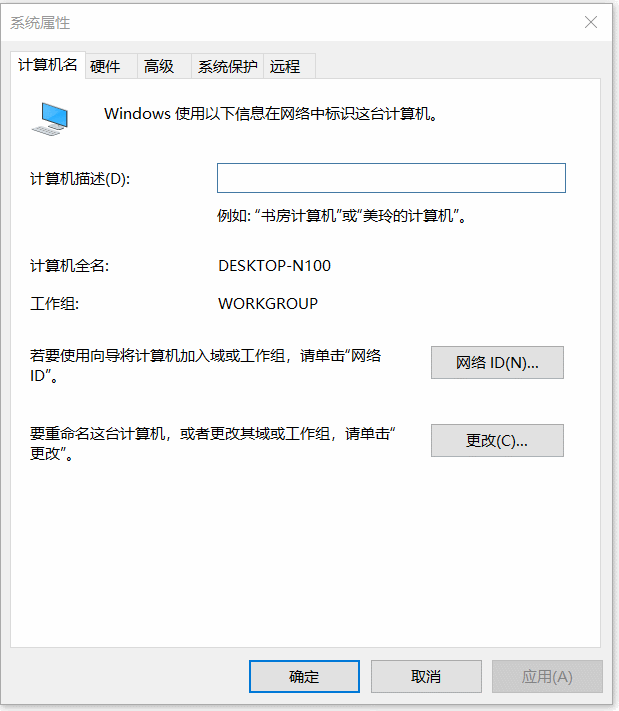 系统属性
计算机名 硬件 高级 系统保护 远程
Windows 使用以下信息在网络中标识这台计算机。
计算机描述(D):
例如: “书房计算机”或“美玲的计算机”。
计算机全名: DESKTOP-N100
工作组: WORKGROUP
若要使用向导将计算机加入域或工作组，请单击“网络
ID”。
网络 ID(N)...
要重命名这台计算机，或者更改其域或工作组，请单击“
更改”。
更改(C)...
确定 取消 应用(A)